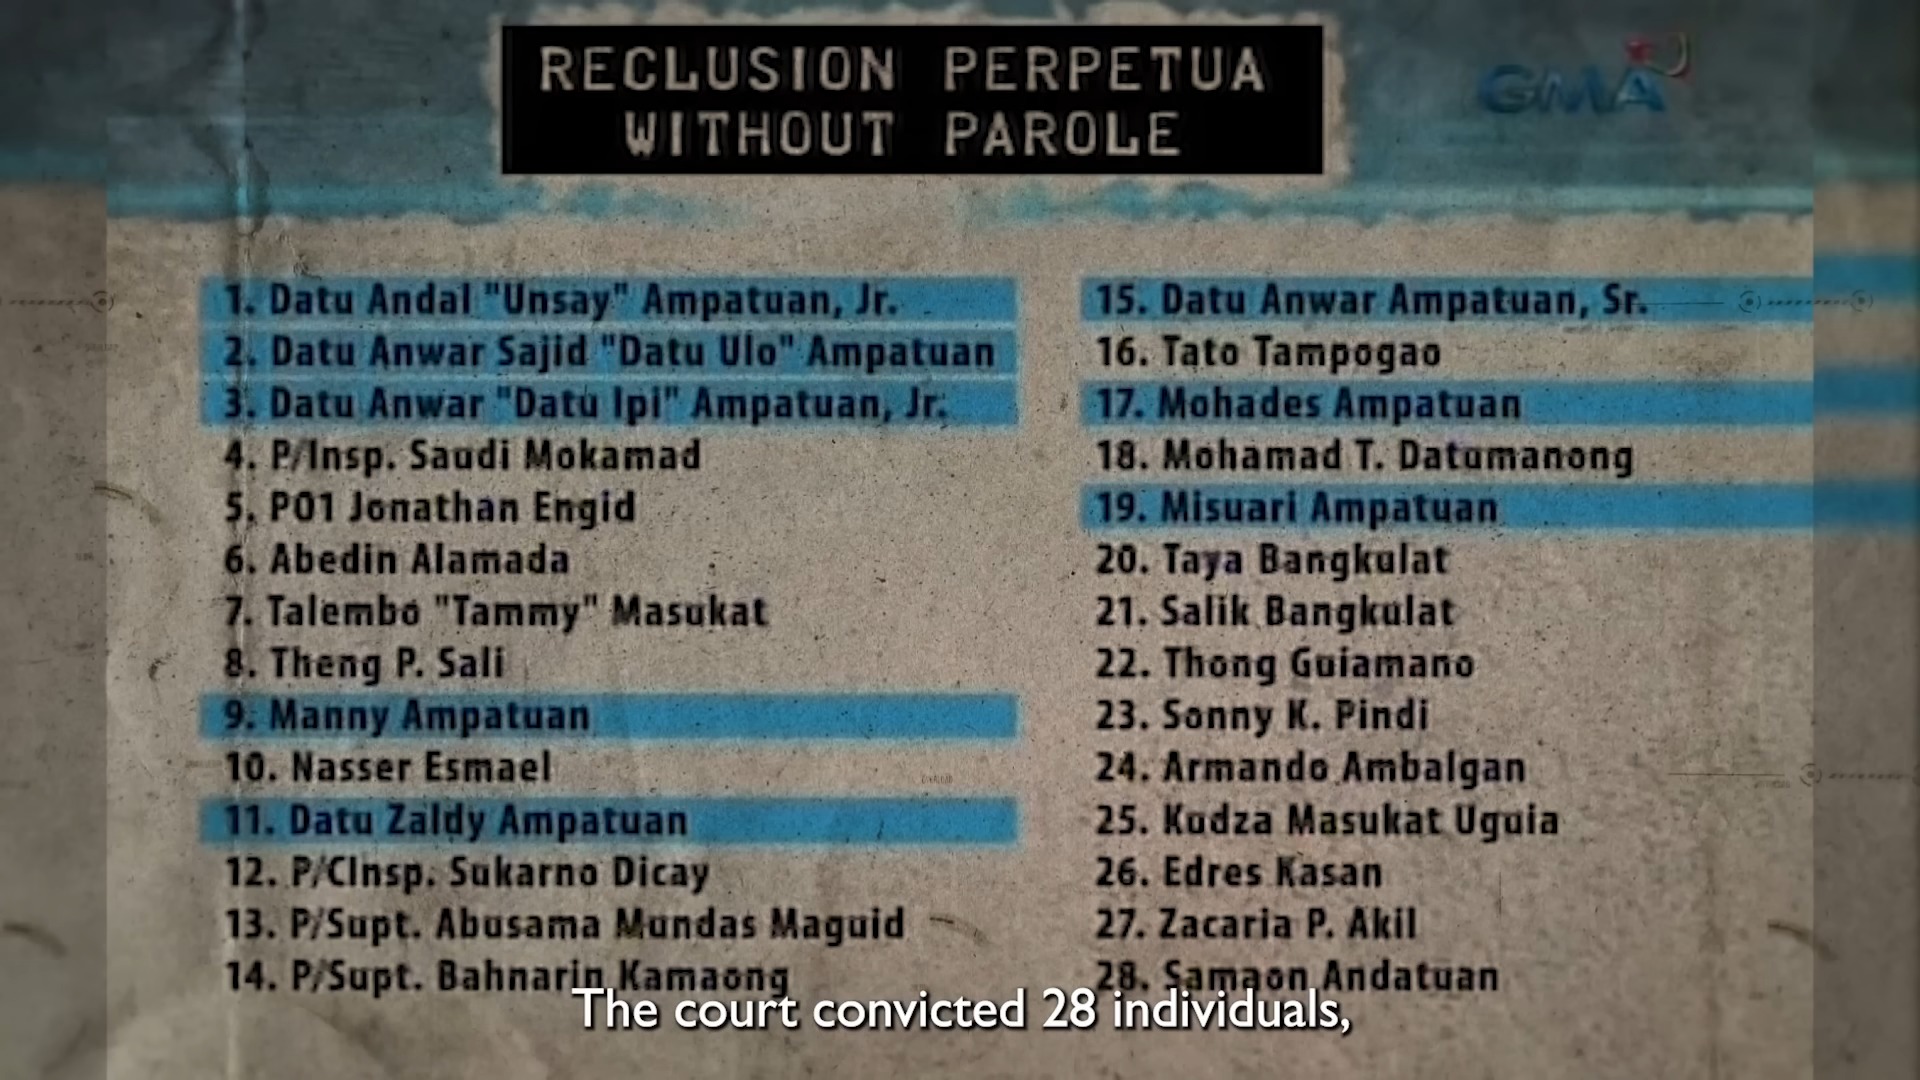 RECLUSION PERPETUA
WITHOUT PAROLE
GMA
1. Datu Andal "Unsay" Ampatuan, Jr.
2. Datu Anwar Sajid "Datu Ulo" Ampatuan
3. Datu Anwar "Datu Ipi" Ampatuan, Jr.
4. P/Insp. Saudi Mokamad
5. PO1 Jonathan Engid
6. Abedin Alamada
7. Talembo "Tammy" Masukat
8. Theng P. Sali
9. Manny Ampatuan
10. Nasser Esmael
11. Datu Zaldy Ampatuan
12. P/CInsp. Sukarno Dicay
13. P/Supt. Abusama Mundas Maguid
14. P/Supt. Bahnarin Kamaong
15. Datu Anwar Ampatuan, Sr.
16. Tato Tampogao
17. Mohades Ampatuan
18. Mohamad T. Datumanong
19. Misuari Ampatuan
20. Taya Bangkulat
21. Salik Bangkulat
22. Thong Guiamano
23. Sonny K. Pindi
24. Armando Ambalgan
25. Kudza Masukat Uguia
26. Edres Kasan
27. Zacaria P. Akil
28. Samaon Andatuan
The court convicted 28 individuals,